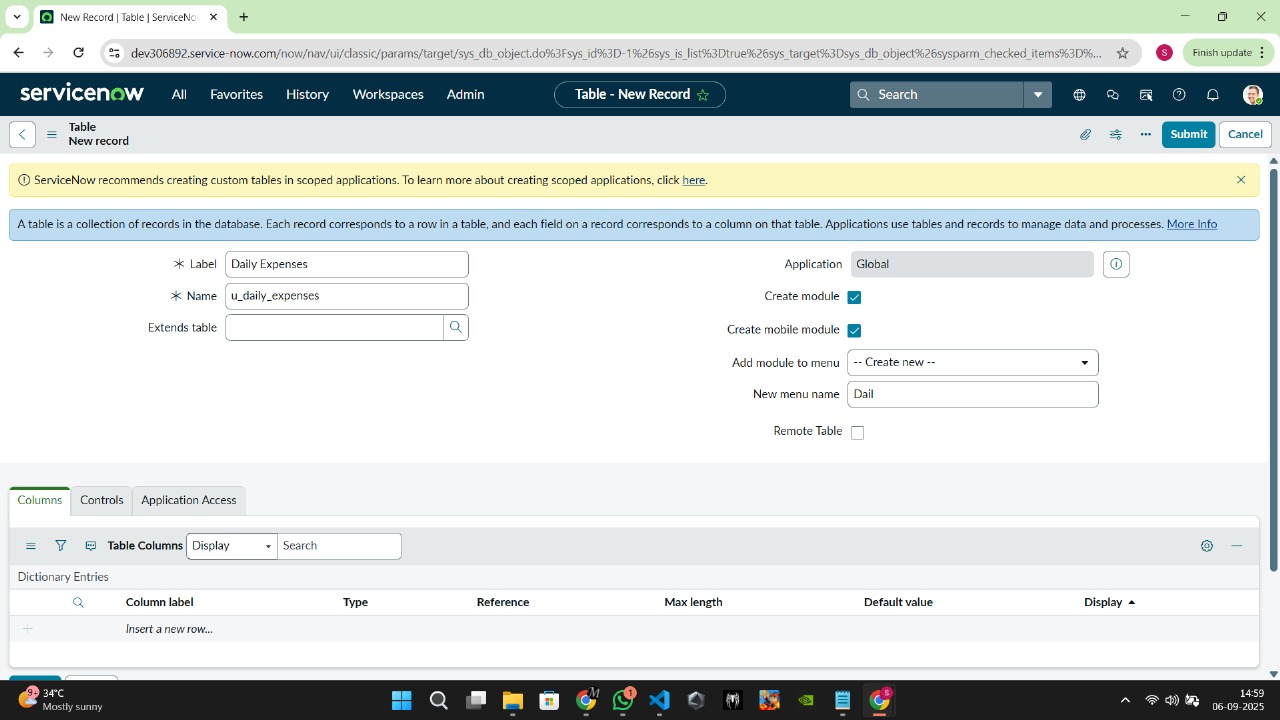 New Record | Table | ServiceNo
dev306892.service-now.com/now/nav/ui/classic/params/target/sys_db_object.do%3Fsys_id%3D-1%26sys_is_list%3Dtrue%26sys_target%3Dsys_db_object%26sysparm_checked_items%3D%...
S
Finish update
servicenow
All
Favorites
History
Workspaces
Admin
Table - New Record
Search
Table
New record
Submit
Cancel
ServiceNow recommends creating custom tables in scoped applications. To learn more about creating scoped applications, click here.
A table is a collection of records in the database. Each record corresponds to a row in a table, and each field on a record corresponds to a column on that table. Applications use tables and records to manage data and processes. More Info
Label
Daily Expenses
Application
Global
Name
u_daily_expenses
Create module
Extends table
Create mobile module
Add module to menu
-- Create new --
New menu name
Dail
Remote Table
Columns
Controls
Application Access
Table Columns
Display
Search
Dictionary Entries
Column label
Type
Reference
Max length
Default value
Display
Insert a new row...
9+
34°C
Mostly sunny
M
1
S
14:59
06-09-2025